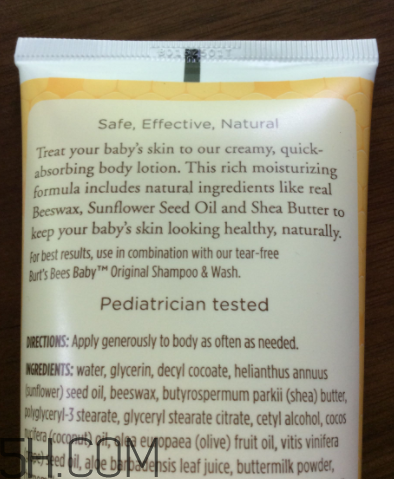 Safe, Effective, Natural
Treat your baby's skin to our creamy, quick-
absorbing body lotion. This rich moisturizing
formula includes natural ingredients like real
Beeswax, Sunflower Seed Oil and Shea Butter to
keep your baby's skin looking healthy, naturally.
For best results, use in combination with our tear-free
Burt's Bees Baby™ Original Shampoo & Wash.
Pediatrician tested
DIRECTIONS: Apply generously to body as often as needed.
INGREDIENTS: water, glycerin, decyl cocoate, helianthus annuus
(sunflower) seed oil, beeswax, butyrospermum parkii (shea) butter,
polyglyceryl-3 stearate, glyceryl stearate citrate, cetyl alcohol, cocos
nucifera (coconut) oil, olea europaea (olive) fruit oil, vitis vinifera
(grape) seed oil, aloe barbadensis leaf juice, buttermilk powder,
5H.COM